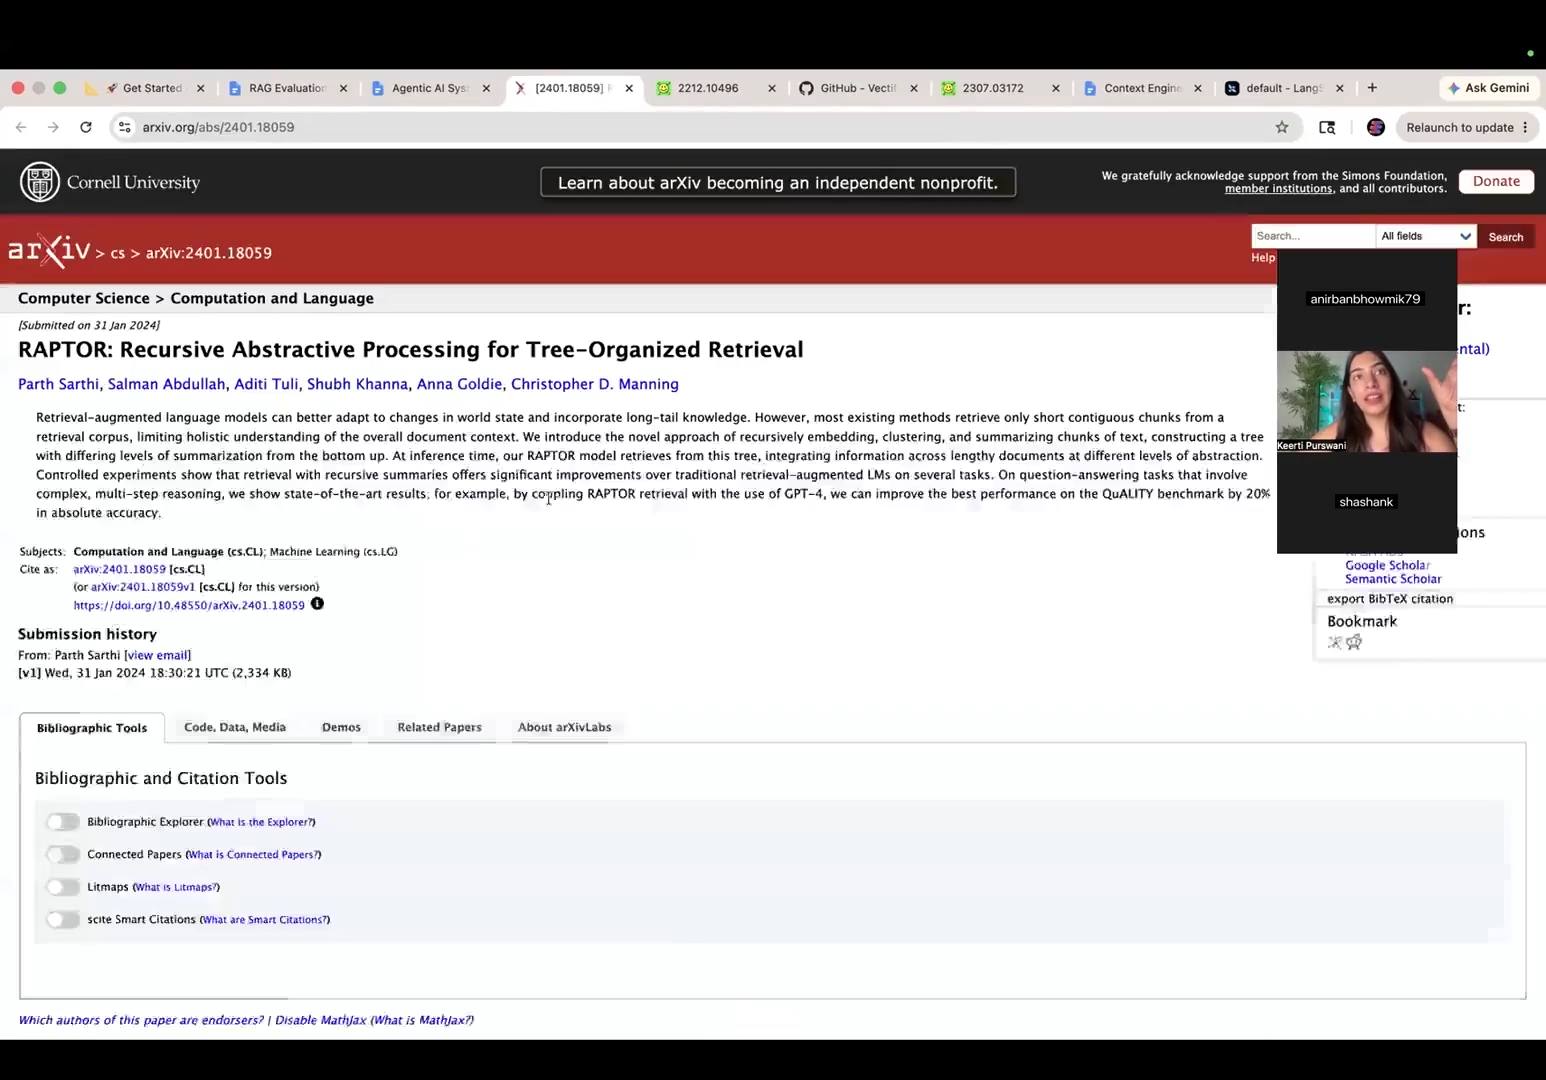 Get Started
RAG Evaluation
Agentic AI Sys
[2401.18059]
2212.10496
GitHub - Vecti
2307.03172
Context Engine
default - Lang
Ask Gemini
arxiv.org/abs/2401.18059
Relaunch to update
Cornell University
Learn about arXiv becoming an independent nonprofit.
We gratefully acknowledge support from the Simons Foundation,
member institutions, and all contributors.
Donate
arXiv > cs > arXiv:2401.18059
Search...
All fields
Search
Help
Computer Science > Computation and Language
[Submitted on 31 Jan 2024]
RAPTOR: Recursive Abstractive Processing for Tree-Organized Retrieval
Parth Sarthi, Salman Abdullah, Aditi Tuli, Shubh Khanna, Anna Goldie, Christopher D. Manning
Retrieval-augmented language models can better adapt to changes in world state and incorporate long-tail knowledge. However, most existing methods retrieve only short contiguous chunks from a
retrieval corpus, limiting holistic understanding of the overall document context. We introduce the novel approach of recursively embedding, clustering, and summarizing chunks of text, constructing a tree
with differing levels of summarization from the bottom up. At inference time, our RAPTOR model retrieves from this tree, integrating information across lengthy documents at different levels of abstraction.
Controlled experiments show that retrieval with recursive summaries offers significant improvements over traditional retrieval-augmented LMs on several tasks. On question-answering tasks that involve
complex, multi-step reasoning, we show state-of-the-art results; for example, by coupling RAPTOR retrieval with the use of GPT-4, we can improve the best performance on the QuALITY benchmark by 20%
in absolute accuracy.
Subjects: Computation and Language (cs.CL); Machine Learning (cs.LG)
Cite as: arXiv:2401.18059 [cs.CL]
(or arXiv:2401.18059v1 [cs.CL] for this version)
https://doi.org/10.48550/arXiv.2401.18059
Submission history
From: Parth Sarthi [view email]
[v1] Wed, 31 Jan 2024 18:30:21 UTC (2,334 KB)
anirbanbhowmik79
Keerti Purswani
shashank
r:
ntal)
t:
ions
Google Scholar
Semantic Scholar
export BibTeX citation
Bookmark
Bibliographic Tools
Code, Data, Media
Demos
Related Papers
About arXivLabs
Bibliographic and Citation Tools
Bibliographic Explorer (What is the Explorer?)
Connected Papers (What is Connected Papers?)
Litmaps (What is Litmaps?)
scite Smart Citations (What are Smart Citations?)
Which authors of this paper are endorsers? | Disable MathJax (What is MathJax?)